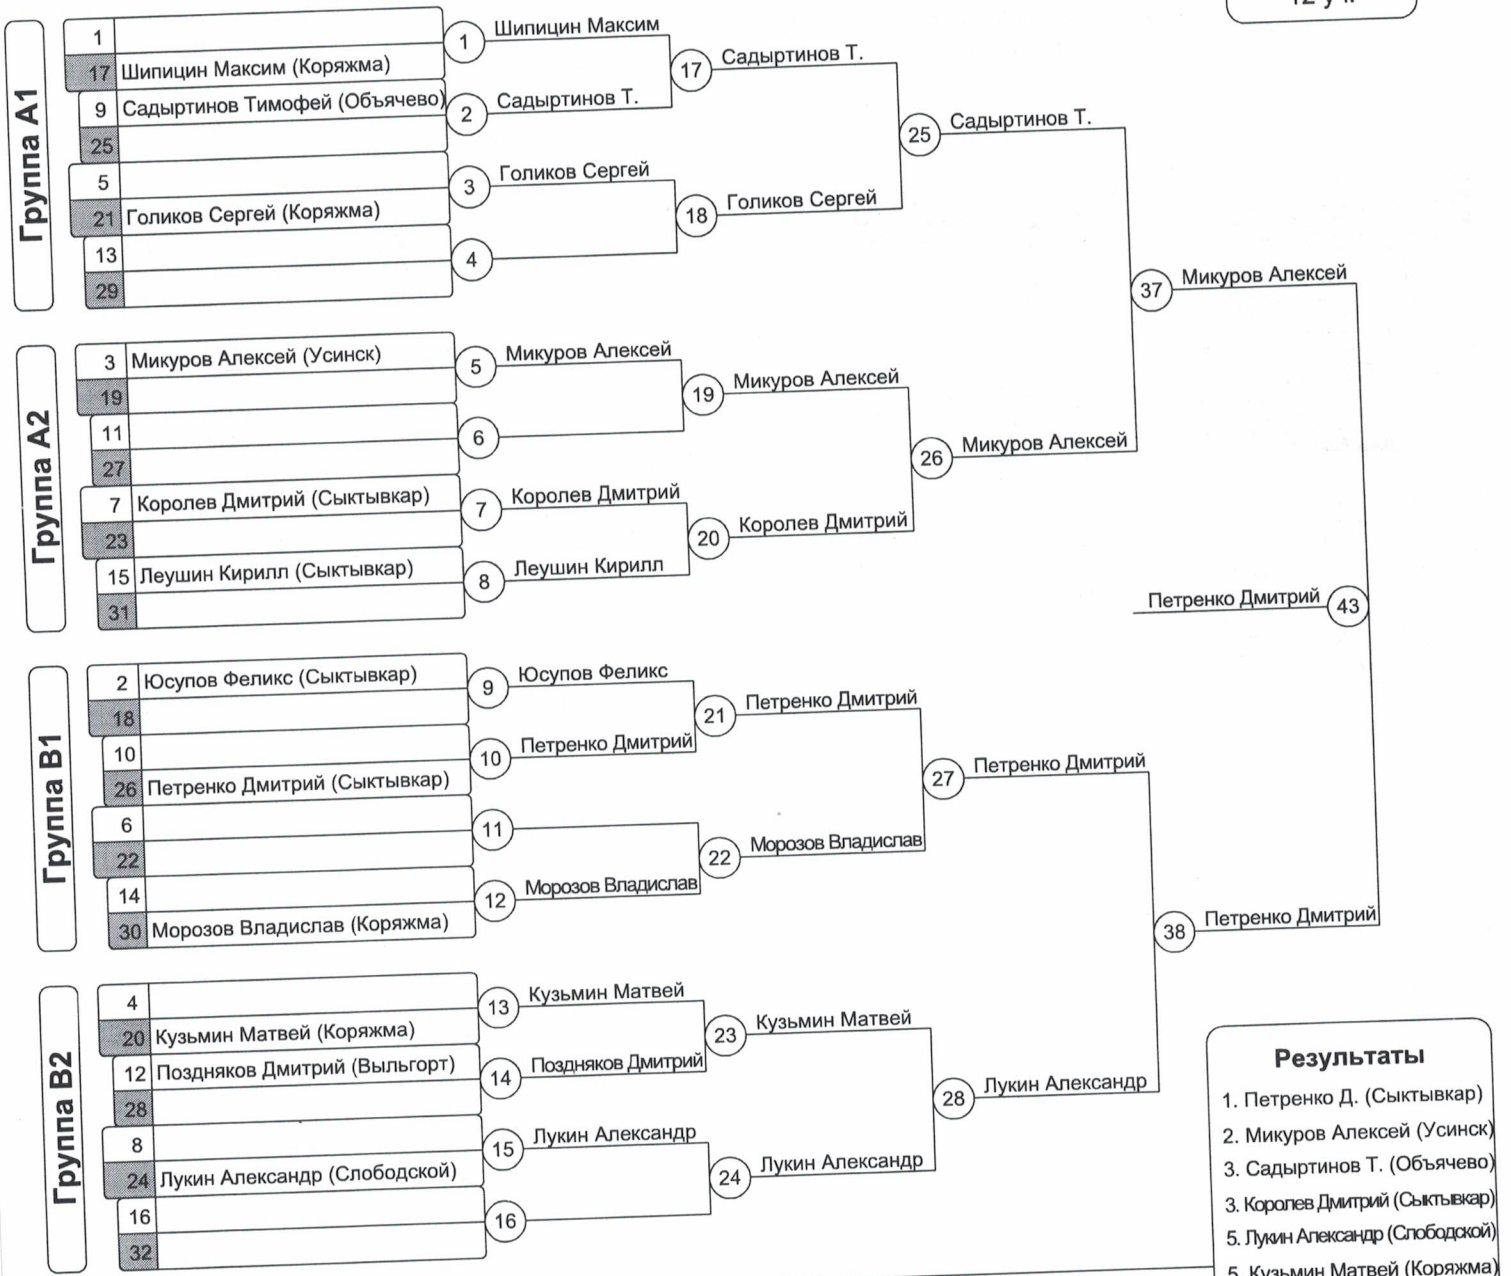 Группа A1
1
17 Шипицин Максим (Коряжма)
9 Садыртинов Тимофей (Объячево)
25
5
21 Голиков Сергей (Коряжма)
13
29
1 Шипицин Максим
2 Садыртинов Т.
3 Голиков Сергей
4
17 Садыртинов Т.
18 Голиков Сергей
25 Садыртинов Т.
Группа A2
3 Микуров Алексей (Усинск)
19
11
27
7 Королев Дмитрий (Сыктывкар)
23
15 Леушин Кирилл (Сыктывкар)
31
5 Микуров Алексей
6
7 Королев Дмитрий
8 Леушин Кирилл
19 Микуров Алексей
20 Королев Дмитрий
26 Микуров Алексей
37 Микуров Алексей
Петренко Дмитрий 43
Группа B1
2 Юсупов Феликс (Сыктывкар)
18
10
26 Петренко Дмитрий (Сыктывкар)
6
22
14
30 Морозов Владислав (Коряжма)
9 Юсупов Феликс
10 Петренко Дмитрий
11
12 Морозов Владислав
21 Петренко Дмитрий
22 Морозов Владислав
27 Петренко Дмитрий
38 Петренко Дмитрий
Группа B2
4
20 Кузьмин Матвей (Коряжма)
12 Поздняков Дмитрий (Выльгорт)
28
8
24 Лукин Александр (Слободской)
16
32
13 Кузьмин Матвей
14 Поздняков Дмитрий
15 Лукин Александр
16
23 Кузьмин Матвей
24 Лукин Александр
28 Лукин Александр
Результаты
1. Петренко Д. (Сыктывкар)
2. Микуров Алексей (Усинск)
3. Садыртинов Т. (Объячево)
3. Королев Дмитрий (Сыктывкар)
5. Лукин Александр (Слободской)
5. Кузьмин Матвей (Коряжма)